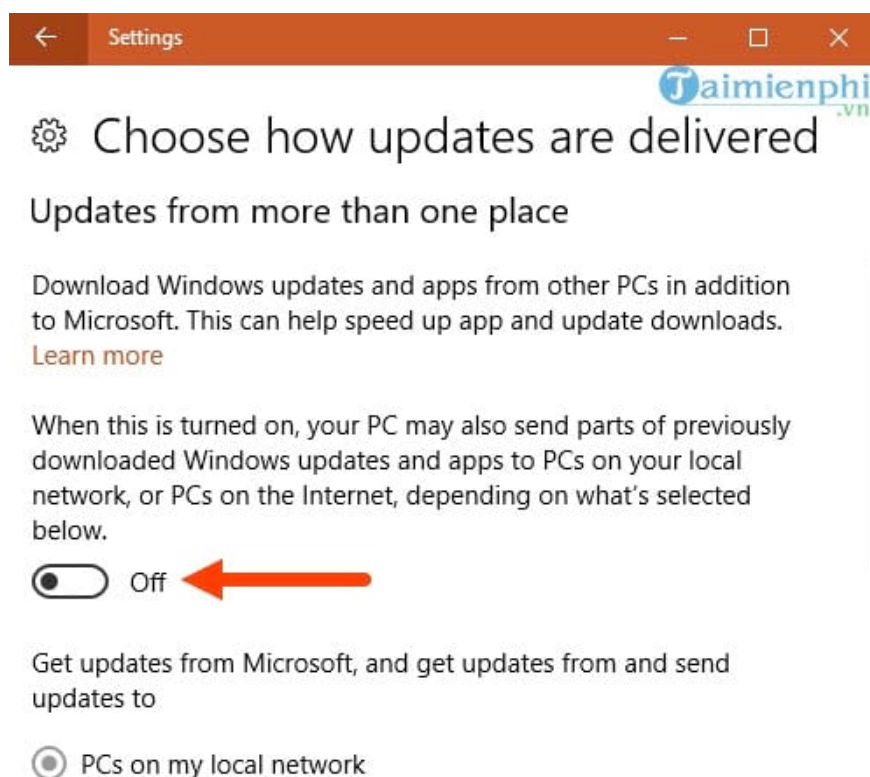 Settings
Taimienphi
.vn
Choose how updates are delivered
Updates from more than one place
Download Windows updates and apps from other PCs in addition
to Microsoft. This can help speed up app and update downloads.
Learn more
When this is turned on, your PC may also send parts of previously
downloaded Windows updates and apps to PCs on your local
network, or PCs on the Internet, depending on what's selected
below.
Off
Get updates from Microsoft, and get updates from and send
updates to
PCs on my local network